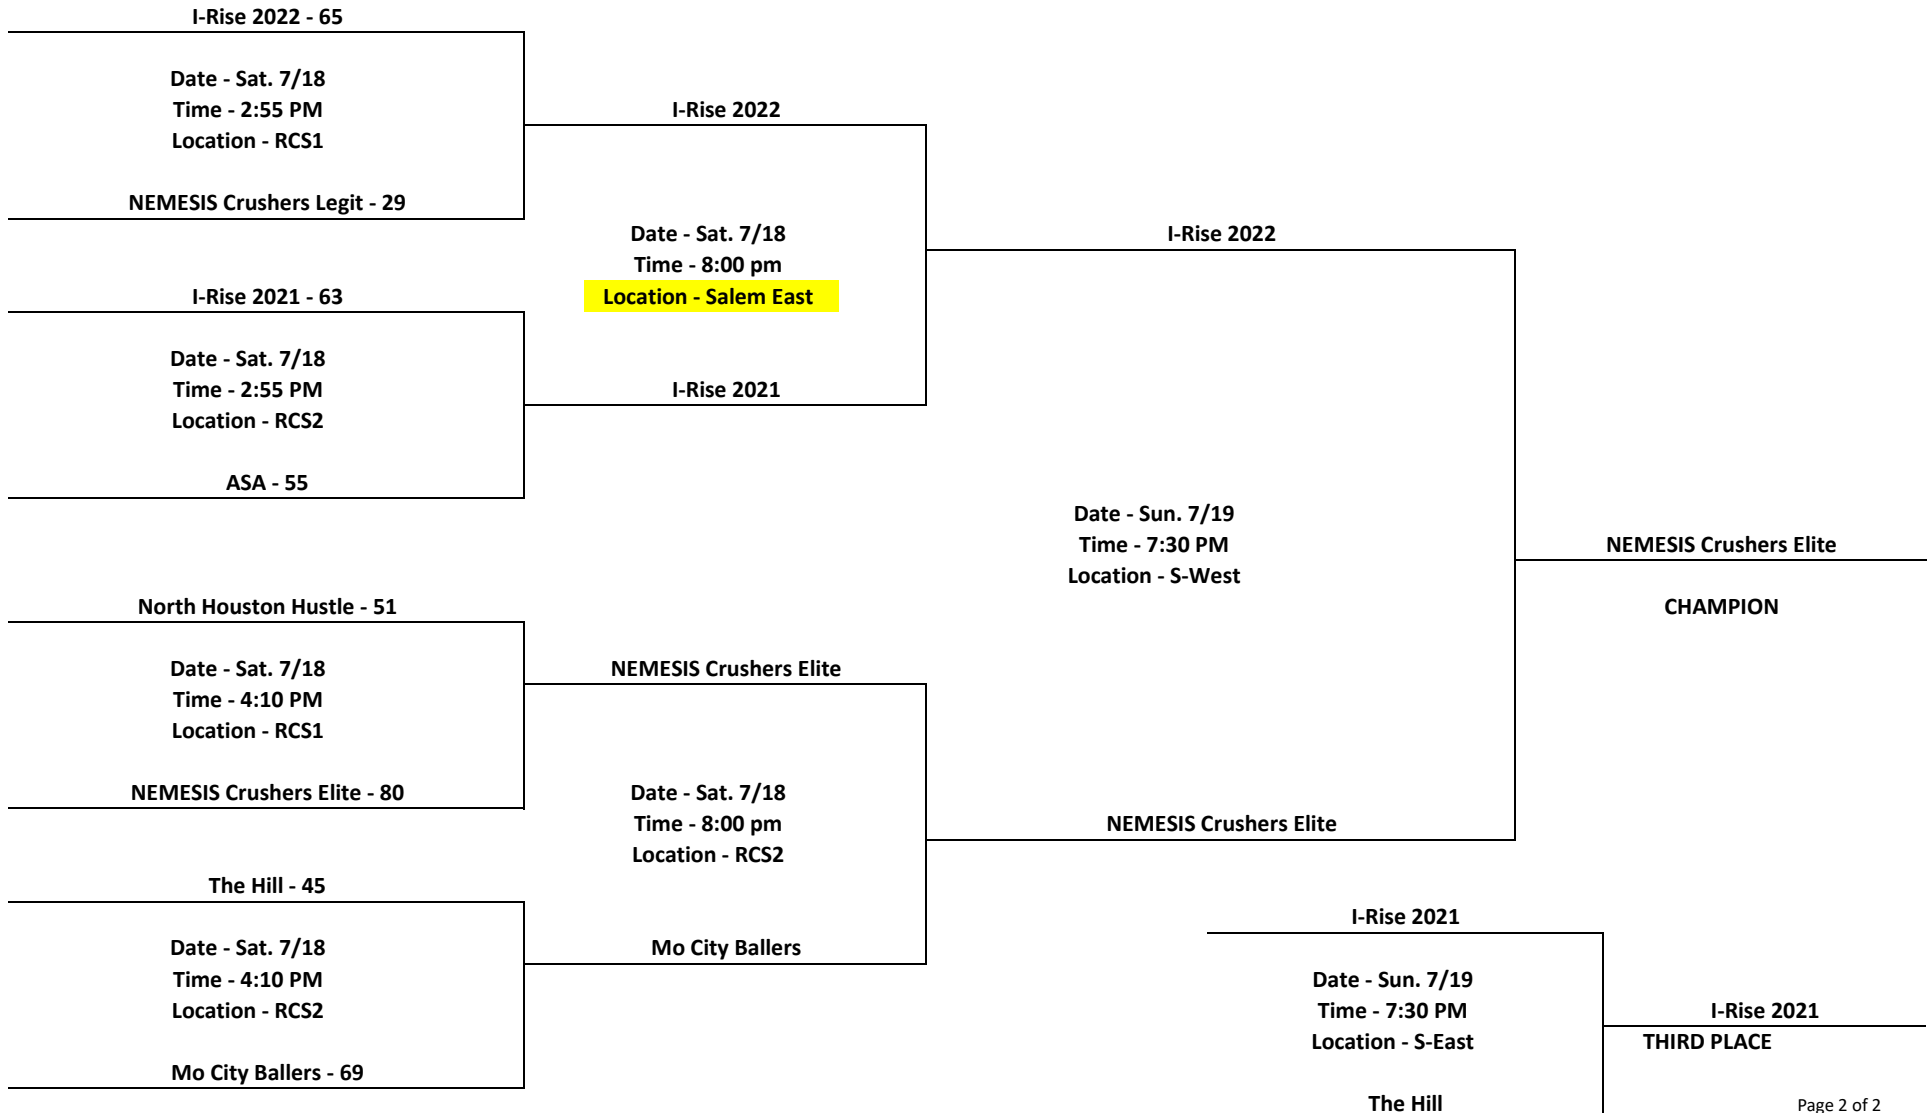 I-Rise 2022 - 65
Date - Sat. 7/18
Time - 2:55 PM
Location - RCS1
NEMESIS Crushers Legit - 29
I-Rise 2021 - 63
Date - Sat. 7/18
Time - 2:55 PM
Location - RCS2
ASA - 55
North Houston Hustle - 51
Date - Sat. 7/18
Time - 4:10 PM
Location - RCS1
NEMESIS Crushers Elite - 80
The Hill - 45
Date - Sat. 7/18
Time - 4:10 PM
Location - RCS2
Mo City Ballers - 69
I-Rise 2022
Date - Sat. 7/18
Time - 8:00 pm
Location - Salem East
I-Rise 2021
NEMESIS Crushers Elite
Date - Sat. 7/18
Time - 8:00 pm
Location - RCS2
Mo City Ballers
I-Rise 2022
Date - Sun. 7/19
Time - 7:30 PM
Location - S-West
NEMESIS Crushers Elite
NEMESIS Crushers Elite
CHAMPION
I-Rise 2021
Date - Sun. 7/19
Time - 7:30 PM
Location - S-East
The Hill
I-Rise 2021
THIRD PLACE
Page 2 of 2